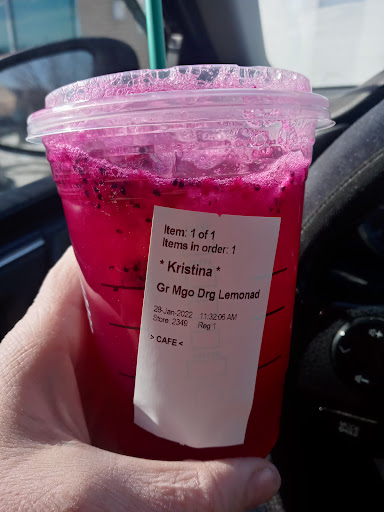 Item: 1 of 1
Items in order: 1
* Kristina *
Gr Mgo Drg Lemonad
28-Jan-2022 11:32:06 AM
Store: 2349 Reg 1
> CAFE <